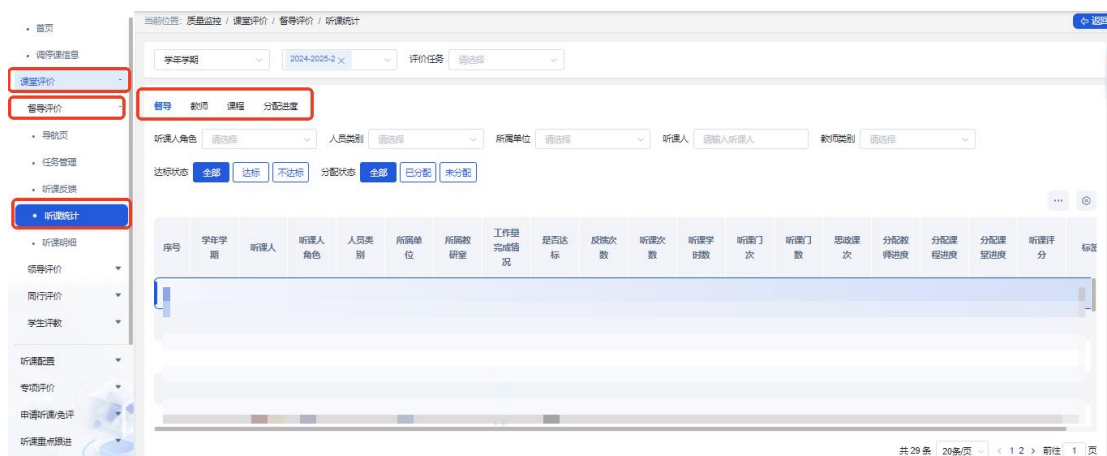 当前位置: 质量监控 / 课堂评价 / 督导评价 / 听课统计
返回
首页
调停课信息
课堂评价
督导评价
导航页
任务管理
听课反馈
听课统计
听课明细
领导评价
同行评价
学生评教
听课配置
专项评价
申请听课/免评
听课重点跟进
学年学期 2024-2025-2 × 评价任务 请选择
督导 教师 课程 分配进度
听课人角色 请选择 人员类别 请选择 所属单位 请选择 听课人 请输入听课人 教师类别 请选择
达标状态 全部 达标 不达标 分配状态 全部 已分配 未分配
序号 学年学期 听课人 听课人角色 人员类别 所属单位 所属教研室 工作量完成情况 是否达标 反馈次数 听课次数 听课学时数 听课门次 听课门数 思政课次 分配教师进度 分配课程进度 分配课堂进度 听课评分 标签
共 29 条 20条/页 < 1 2 > 前往 1 页